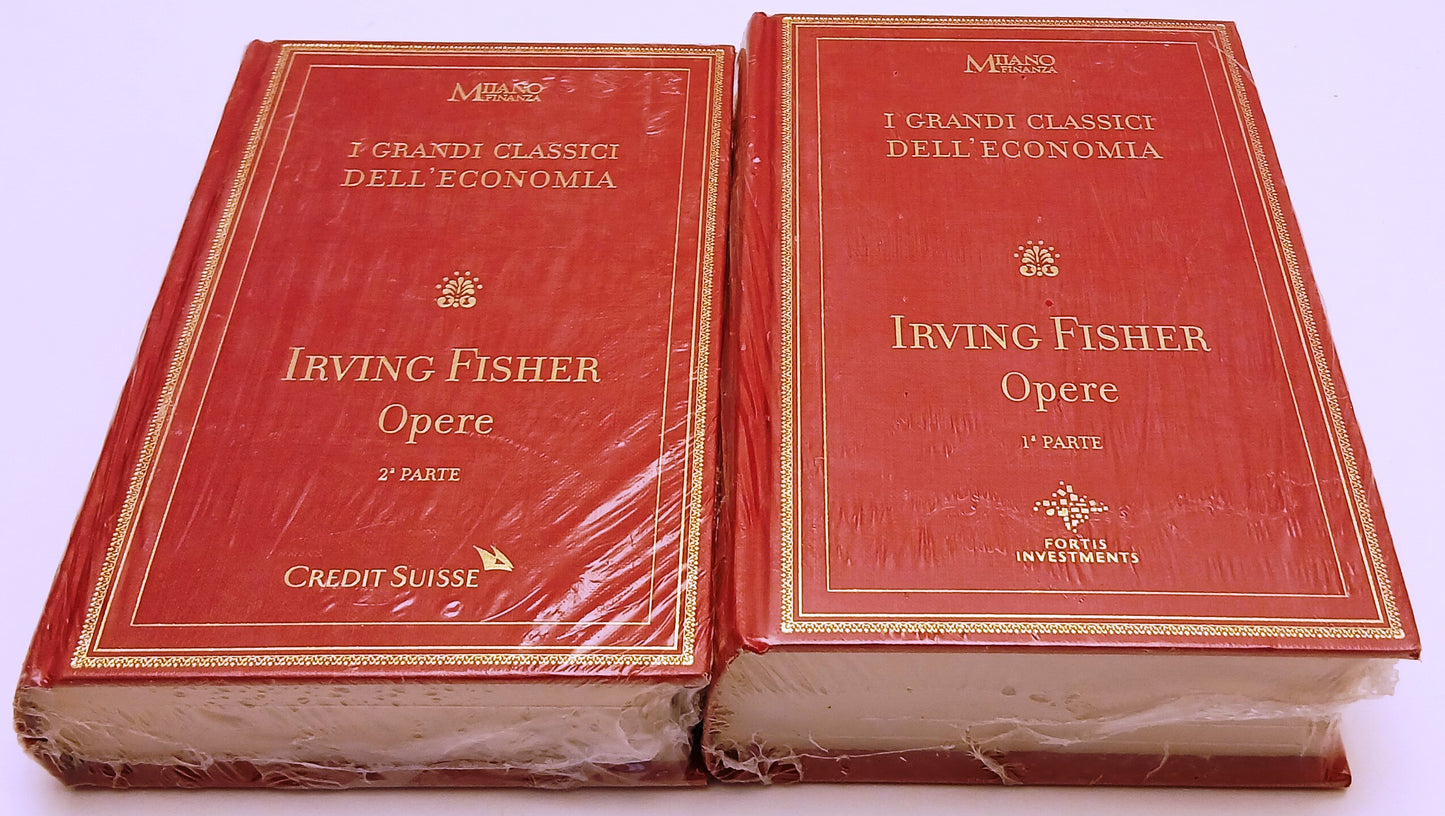 MILANO
FINANZA
I GRANDI CLASSICI
DELL'ECONOMIA
IRVING FISHER
Opere
2ª PARTE
CREDIT SUISSE
MILANO
FINANZA
I GRANDI CLASSICI
DELL'ECONOMIA
IRVING FISHER
Opere
1ª PARTE
FORTIS
INVESTMENTS